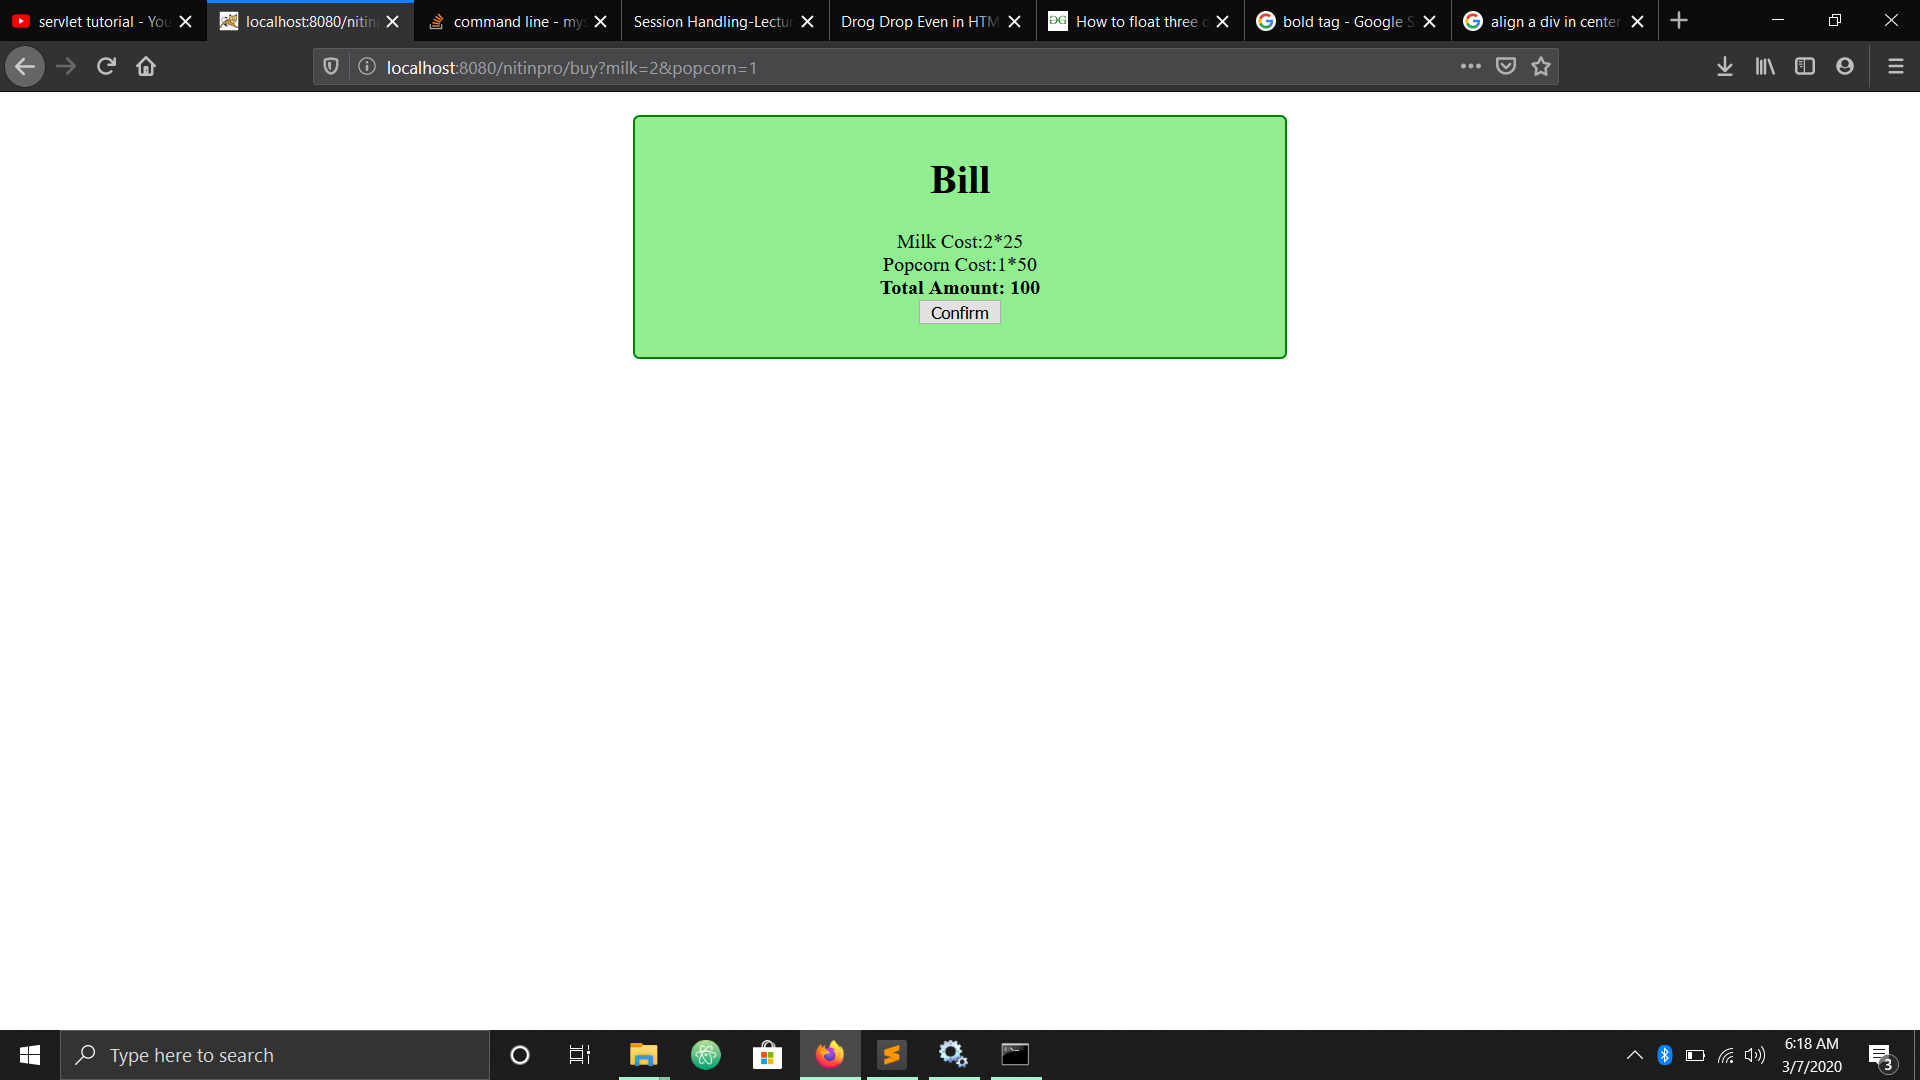 servlet tutorial - You
localhost:8080/nitinp
command line - mys
Session Handling-Lectur
Drog Drop Even in HTM
How to float three d
bold tag - Google S
align a div in center
localhost:8080/nitinpro/buy?milk=2&popcorn=1
Bill
Milk Cost:2*25
Popcorn Cost:1*50
Total Amount: 100
Confirm
Type here to search
6:18 AM
3/7/2020
3